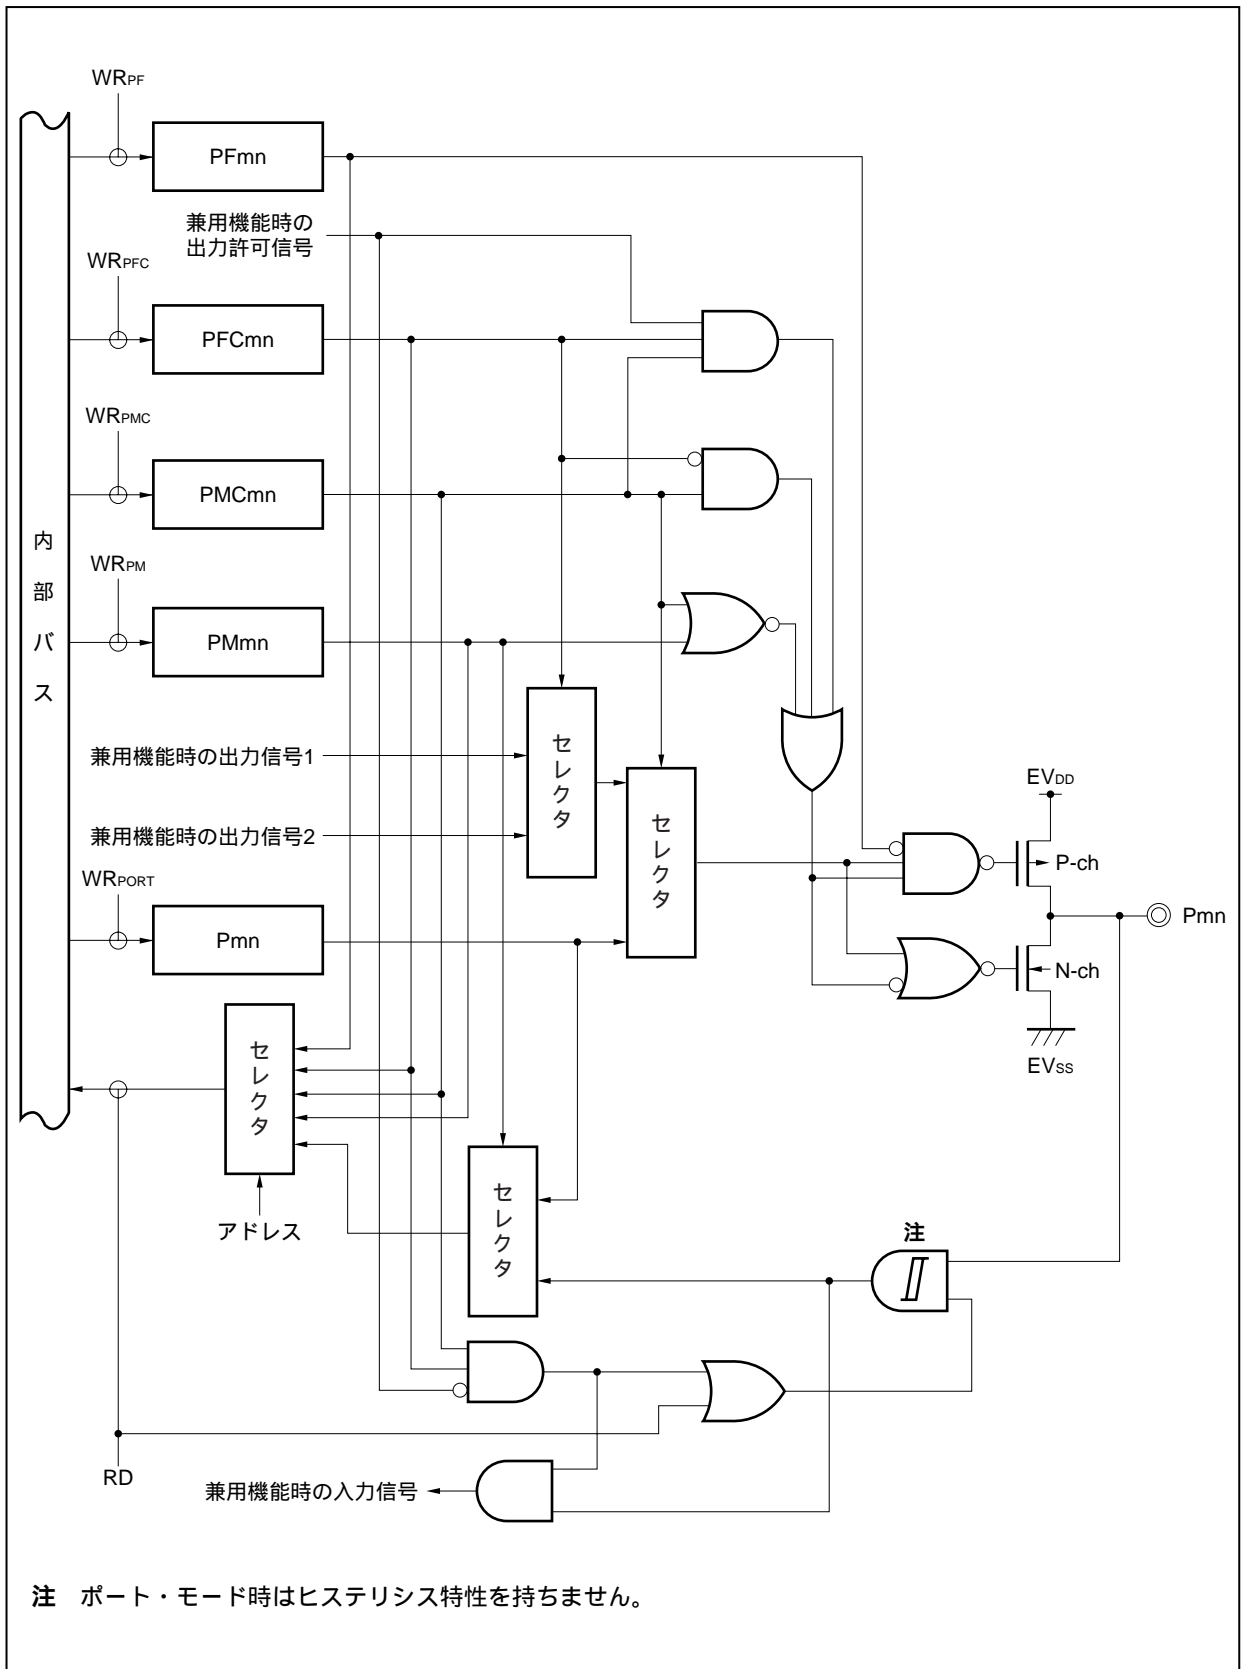 WRPF
PFmn
兼用機能時の
出力許可信号
WRPFC
PFCmn
WRPMC
PMCmn
内部バス
WRPM
PMmn
兼用機能時の出力信号1
セレクタ
兼用機能時の出力信号2
セレクタ
EVDD
P-ch
WRPORT
Pmn
Pmn
N-ch
EVSS
セレクタ
アドレス
セレクタ
注
RD
兼用機能時の入力信号
注 ポート・モード時はヒステリシス特性を持ちません。